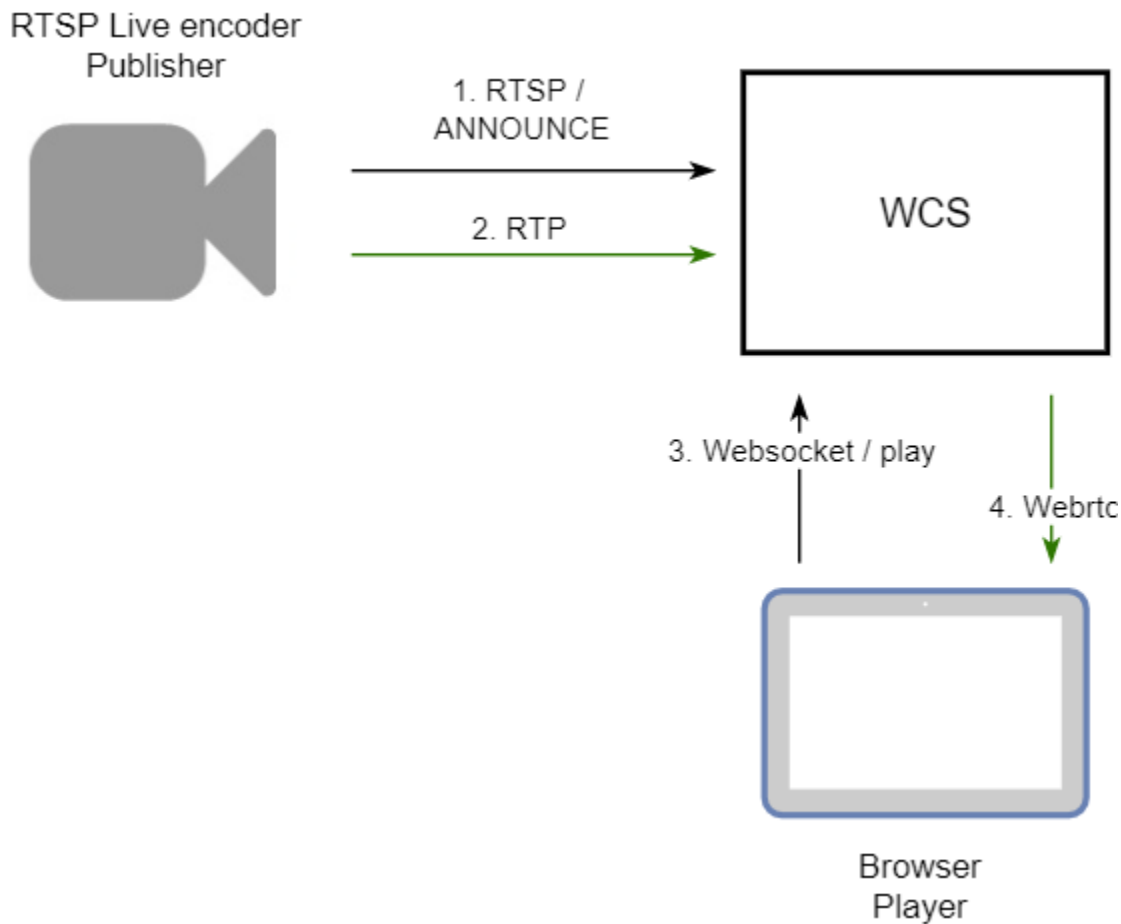 RTSP Live encoder
Publisher
1. RTSP /
ANNOUNCE
2. RTP
WCS
3. Websocket / play
4. Webrtc
Browser
Player